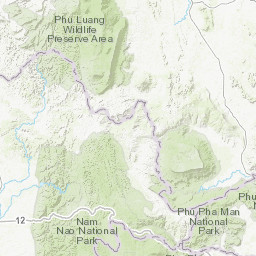 Phu Luang
Wildlife
Preserve Area
Phu
Phu Pha Man
National
Park
12
Nam
Nao National
Park